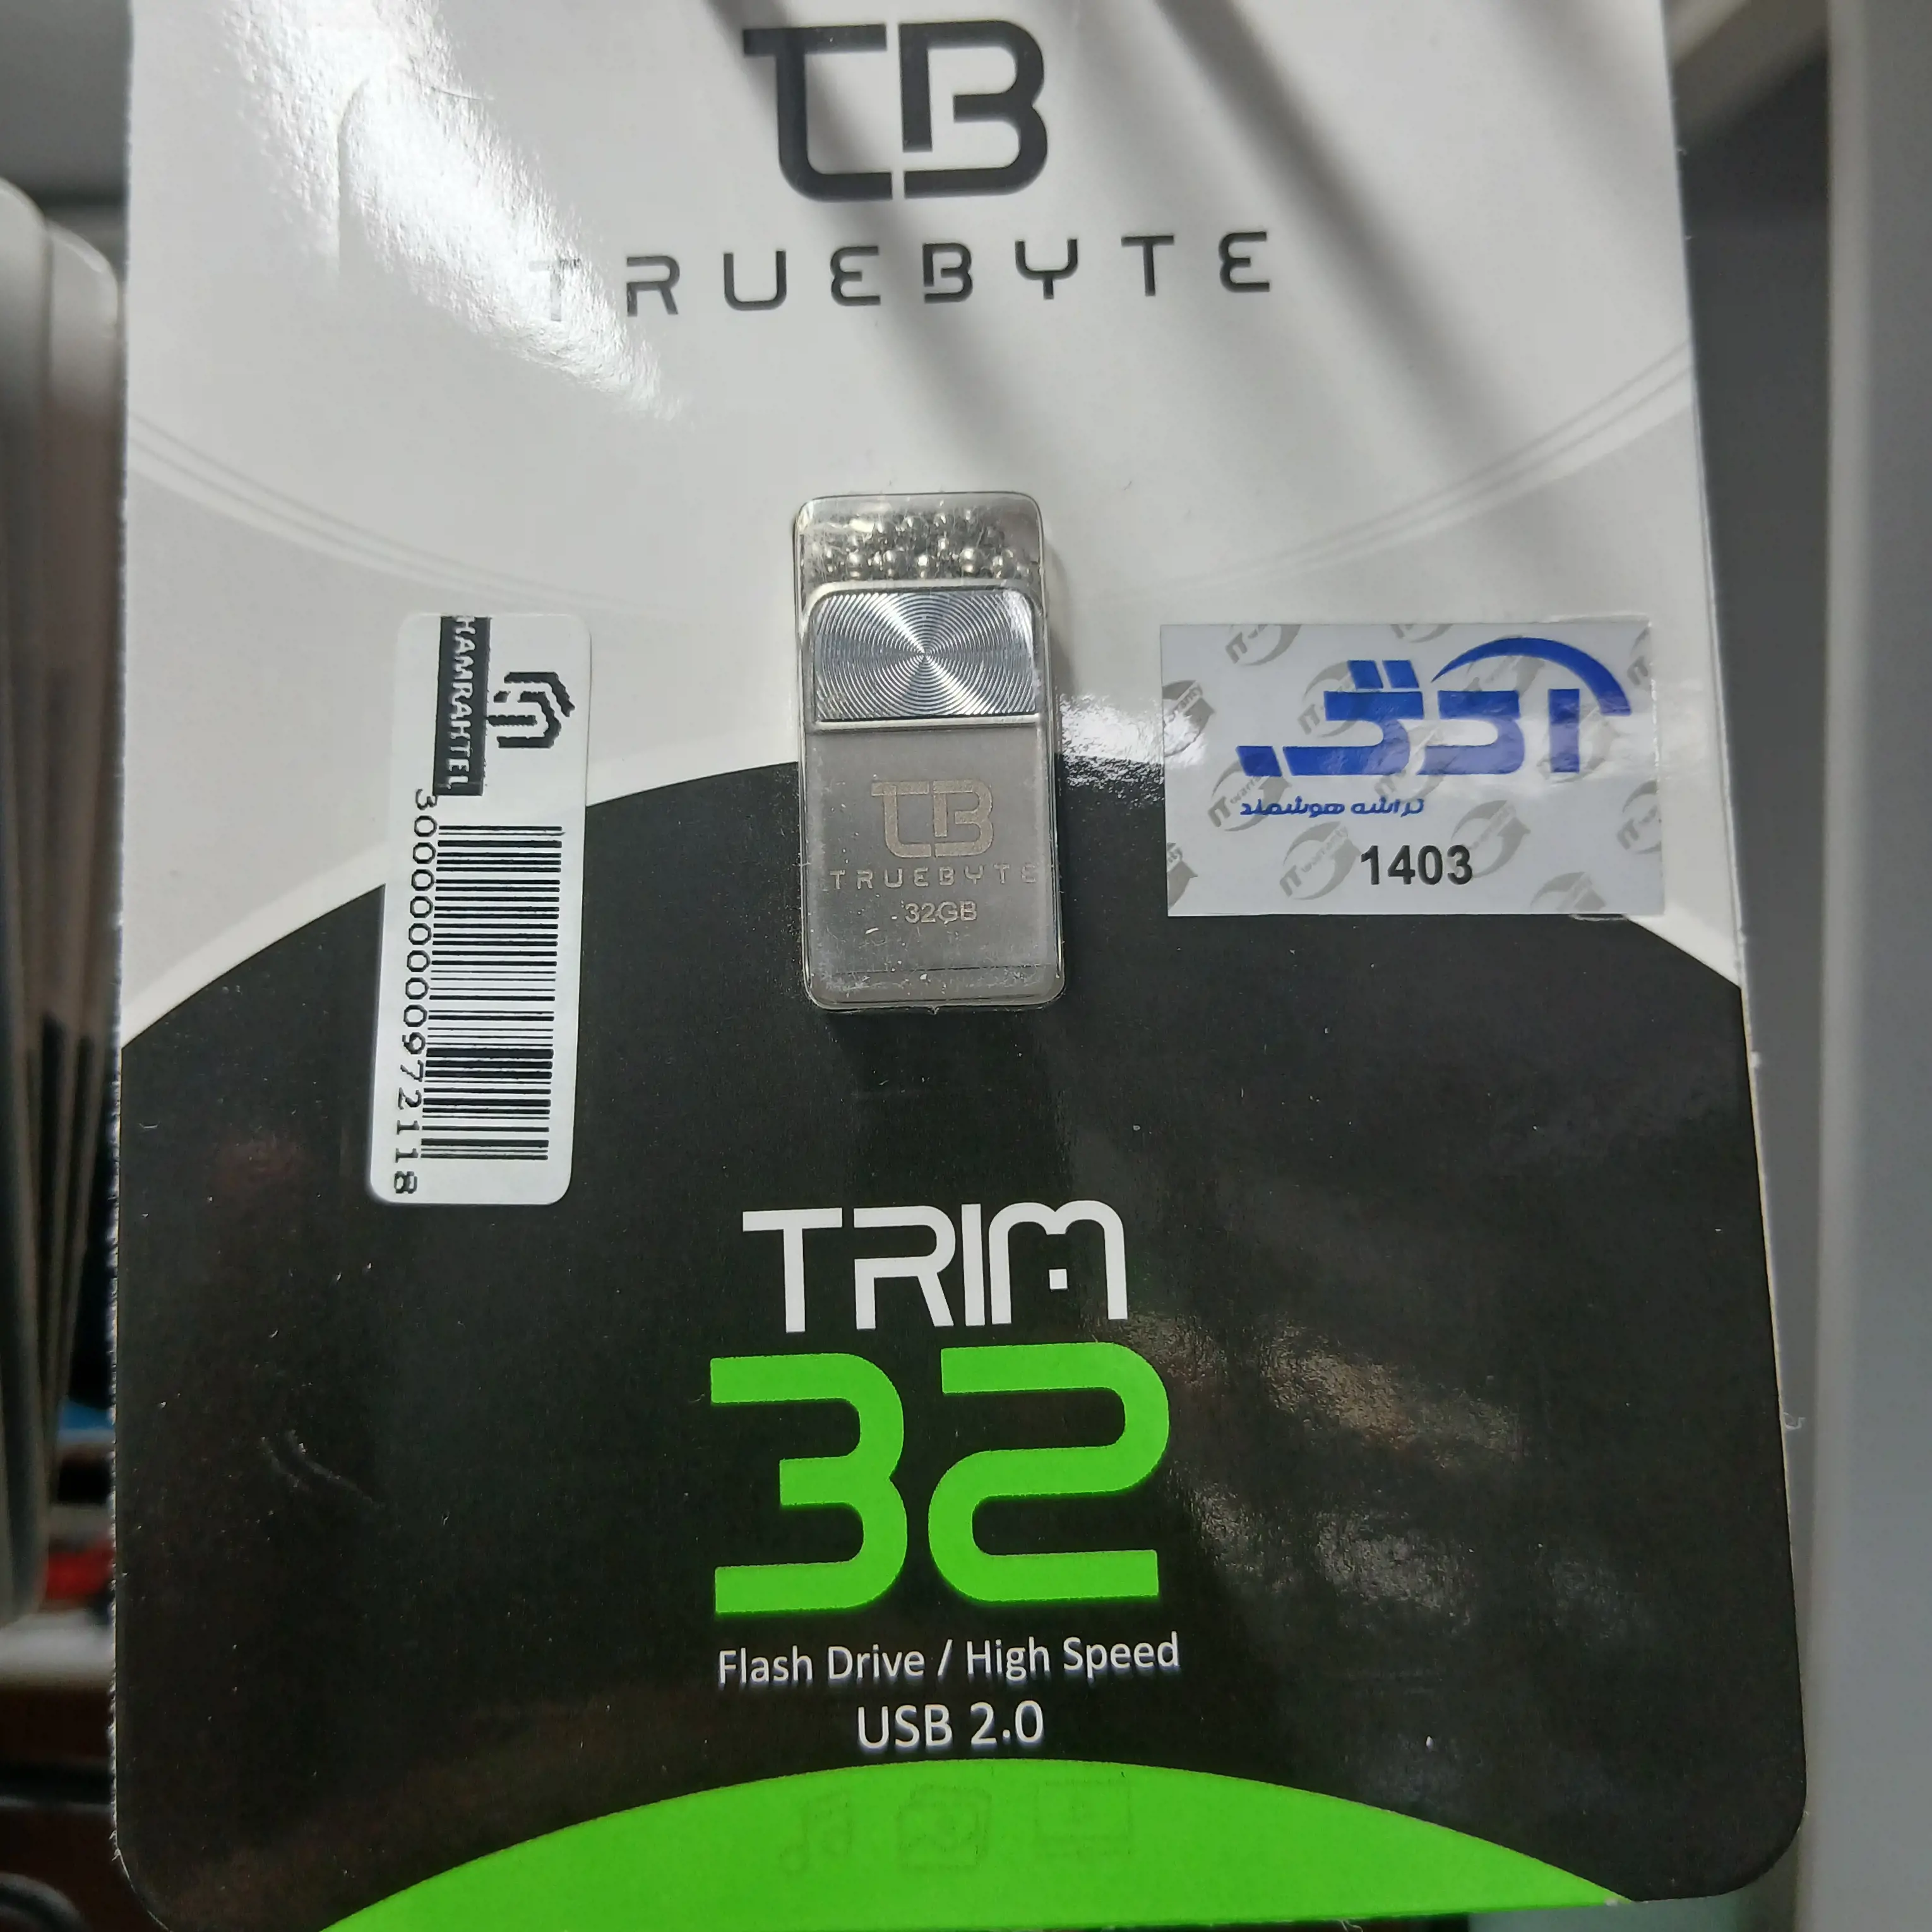 TB
TRUEBYTE
HAMRAHTEL
3000000000972118
TB
TRUEBYTE
32GB
تراشه هوشمند
1403
TRIM
32
Flash Drive / High Speed
USB 2.0